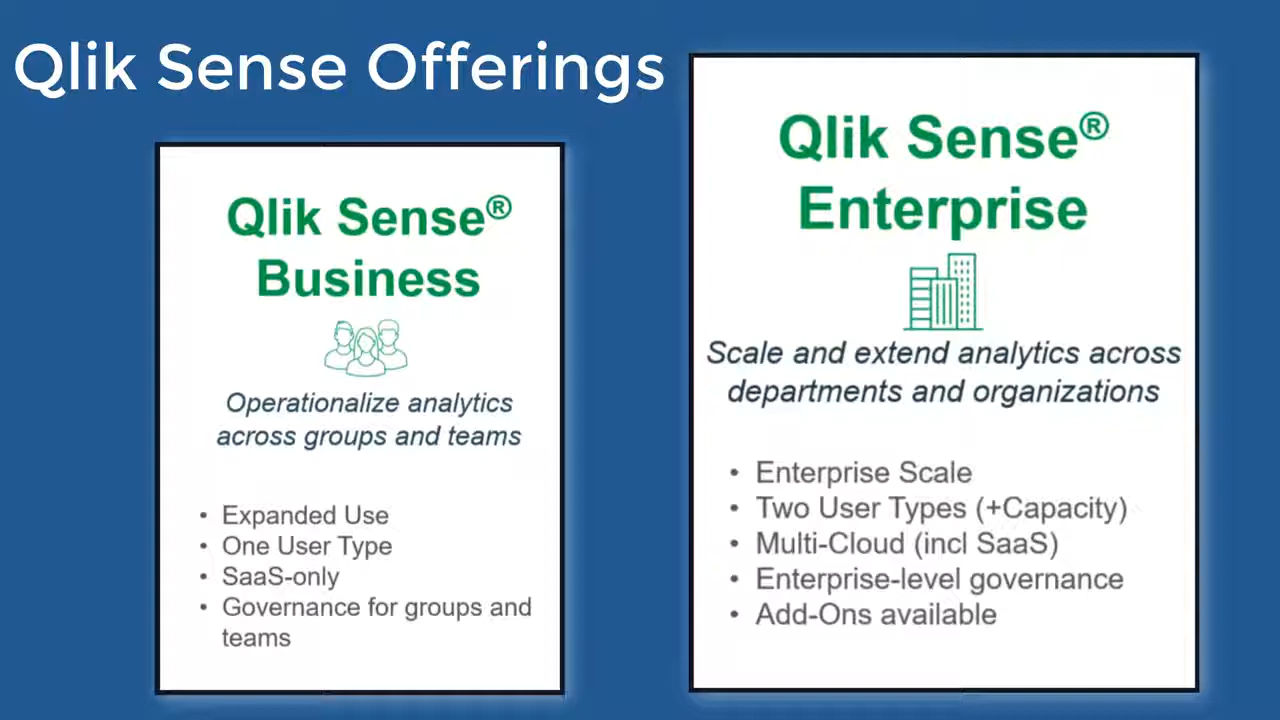 Qlik Sense Offerings
Qlik Sense®
Business
Operationalize analytics
across groups and teams
• Expanded Use
• One User Type
• SaaS-only
• Governance for groups and
teams
Qlik Sense®
Enterprise
Scale and extend analytics across
departments and organizations
• Enterprise Scale
• Two User Types (+Capacity)
• Multi-Cloud (incl SaaS)
• Enterprise-level governance
• Add-Ons available